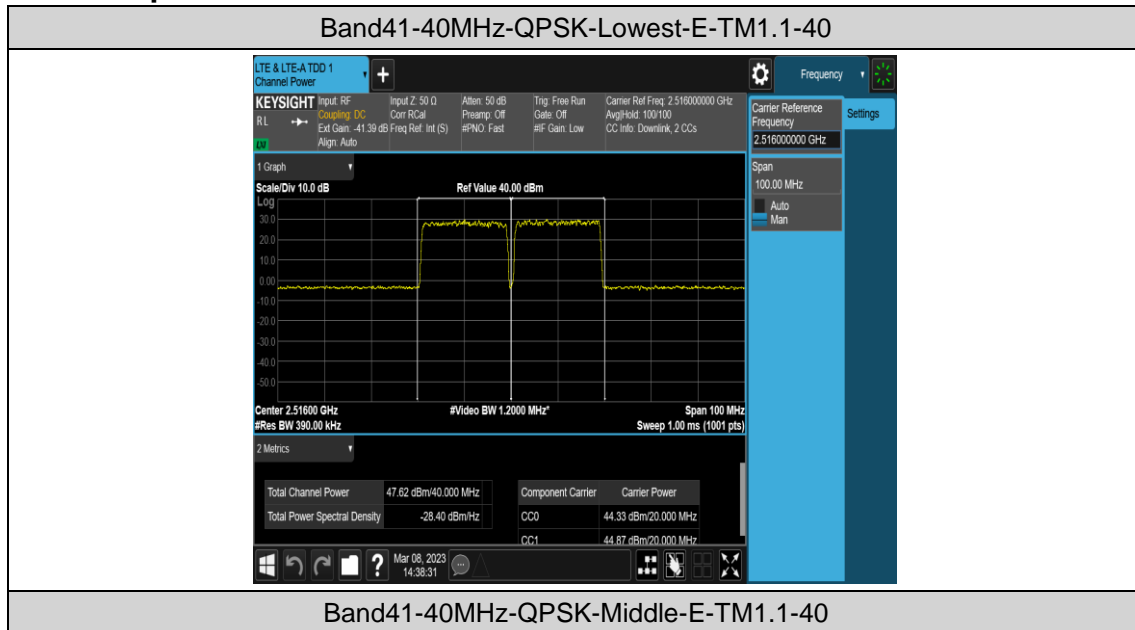 Band41-40MHz-QPSK-Lowest-E-TM1.1-40
LTE & LTE-A TDD 1
Channel Power
Frequency
KEYSIGHT
RL
Input: RF
Coupling: DC
Ext Gain: -41.39 dB
Align: Auto
Input Z: 50 Ω
Corr RCal
Freq Ref: Int (S)
Atten: 50 dB
Preamp: Off
#PNO: Fast
Trig: Free Run
Gate: Off
#IF Gain: Low
Carrier Ref Freq: 2.516000000 GHz
Avg|Hold: 100/100
CC Info: Downlink, 2 CCs
Carrier Reference
Frequency
2.516000000 GHz
Settings
Span
100.00 MHz
Auto
Man
1 Graph
Scale/Div 10.0 dB
Ref Value 40.00 dBm
Log
30.0
20.0
10.0
0.00
-10.0
-20.0
-30.0
-40.0
-50.0
Center 2.51600 GHz
#Video BW 1.2000 MHz*
Span 100 MHz
#Res BW 390.00 kHz
Sweep 1.00 ms (1001 pts)
2 Metrics
Total Channel Power 47.62 dBm/40.000 MHz
Total Power Spectral Density -28.40 dBm/Hz
Component Carrier Carrier Power
CC0 44.33 dBm/20.000 MHz
CC1 44.87 dBm/20.000 MHz
?
Mar 08, 2023
14:38:31
Band41-40MHz-QPSK-Middle-E-TM1.1-40